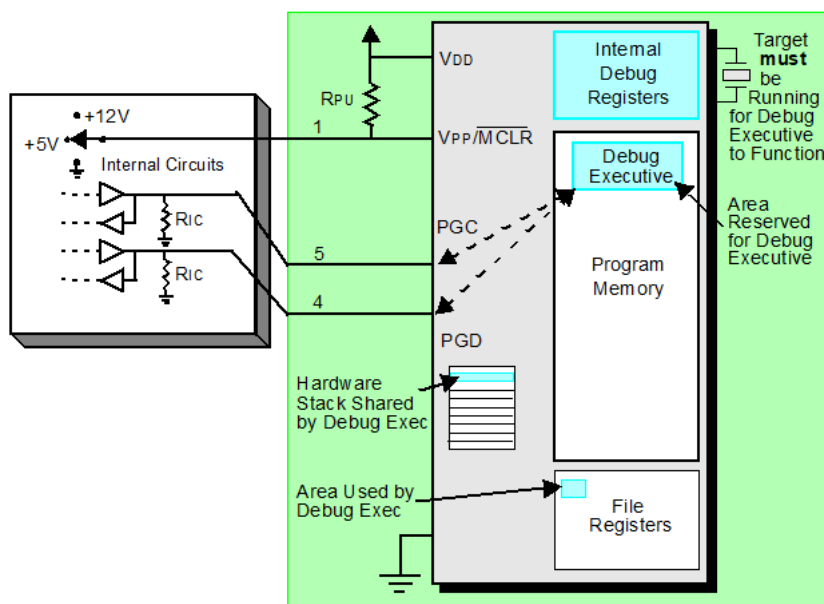 +12V
+5V
Internal Circuits
RIC
RIC
1
5
4
RPU
VDD
VPP/MCLR
PGC
PGD
Hardware
Stack Shared
by Debug Exec
Area Used by
Debug Exec
Internal
Debug
Registers
Debug
Executive
Program
Memory
File
Registers
Target
must
be
Running
for Debug
Executive
to Function
Area
Reserved
for Debug
Executive